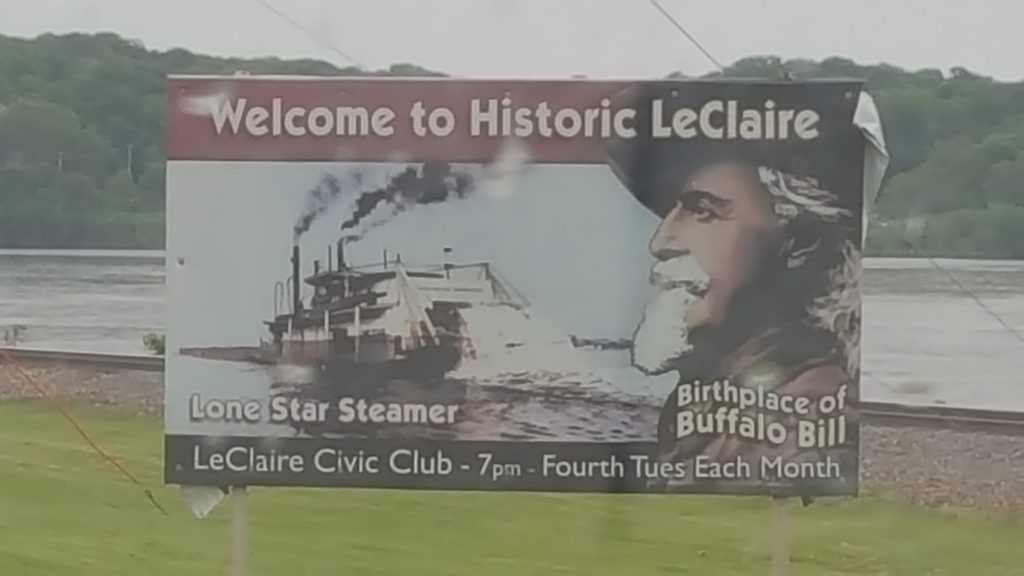 Welcome to Historic LeClaire
Lone Star Steamer
Birthplace of
Buffalo Bill
LeClaire Civic Club - 7pm - Fourth Tues Each Month